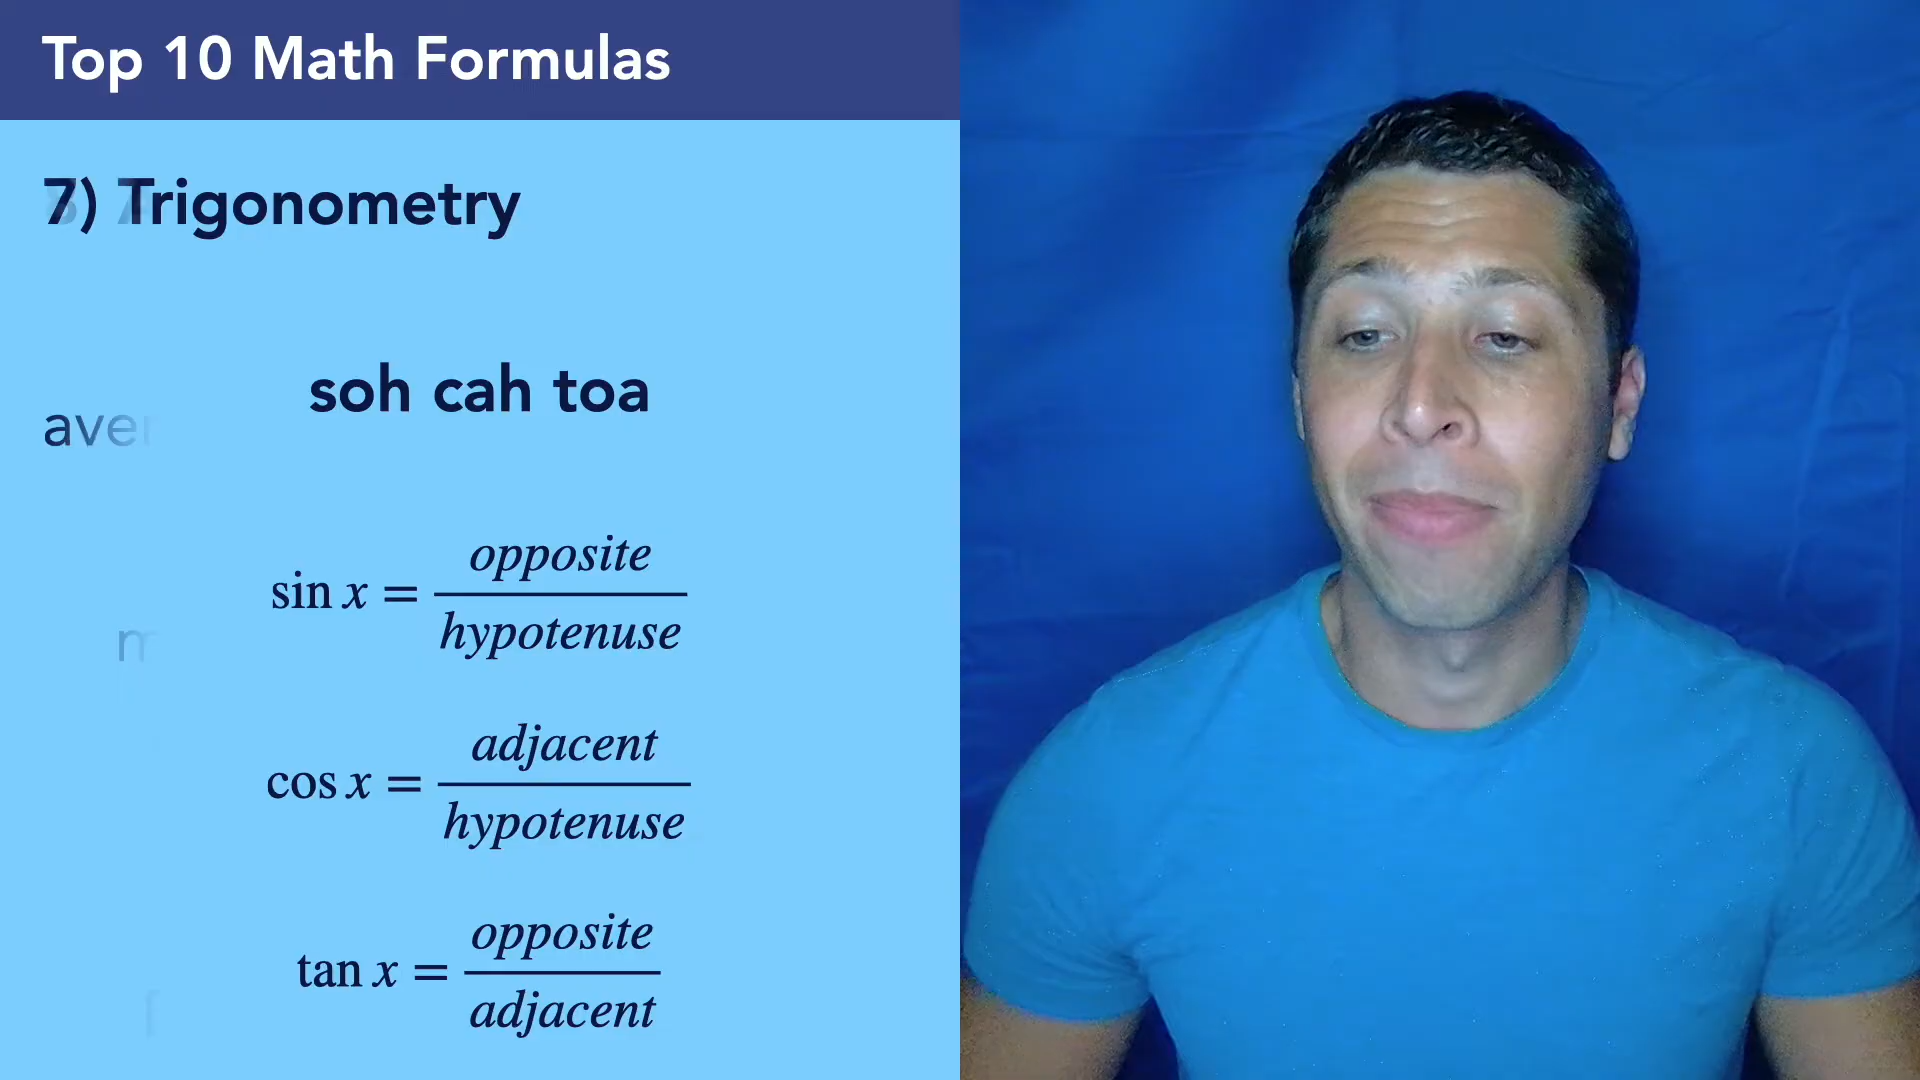 Top 10 Math Formulas
7) Trigonometry
soh cah toa
sin x = opposite / hypotenuse
cos x = adjacent / hypotenuse
tan x = opposite / adjacent